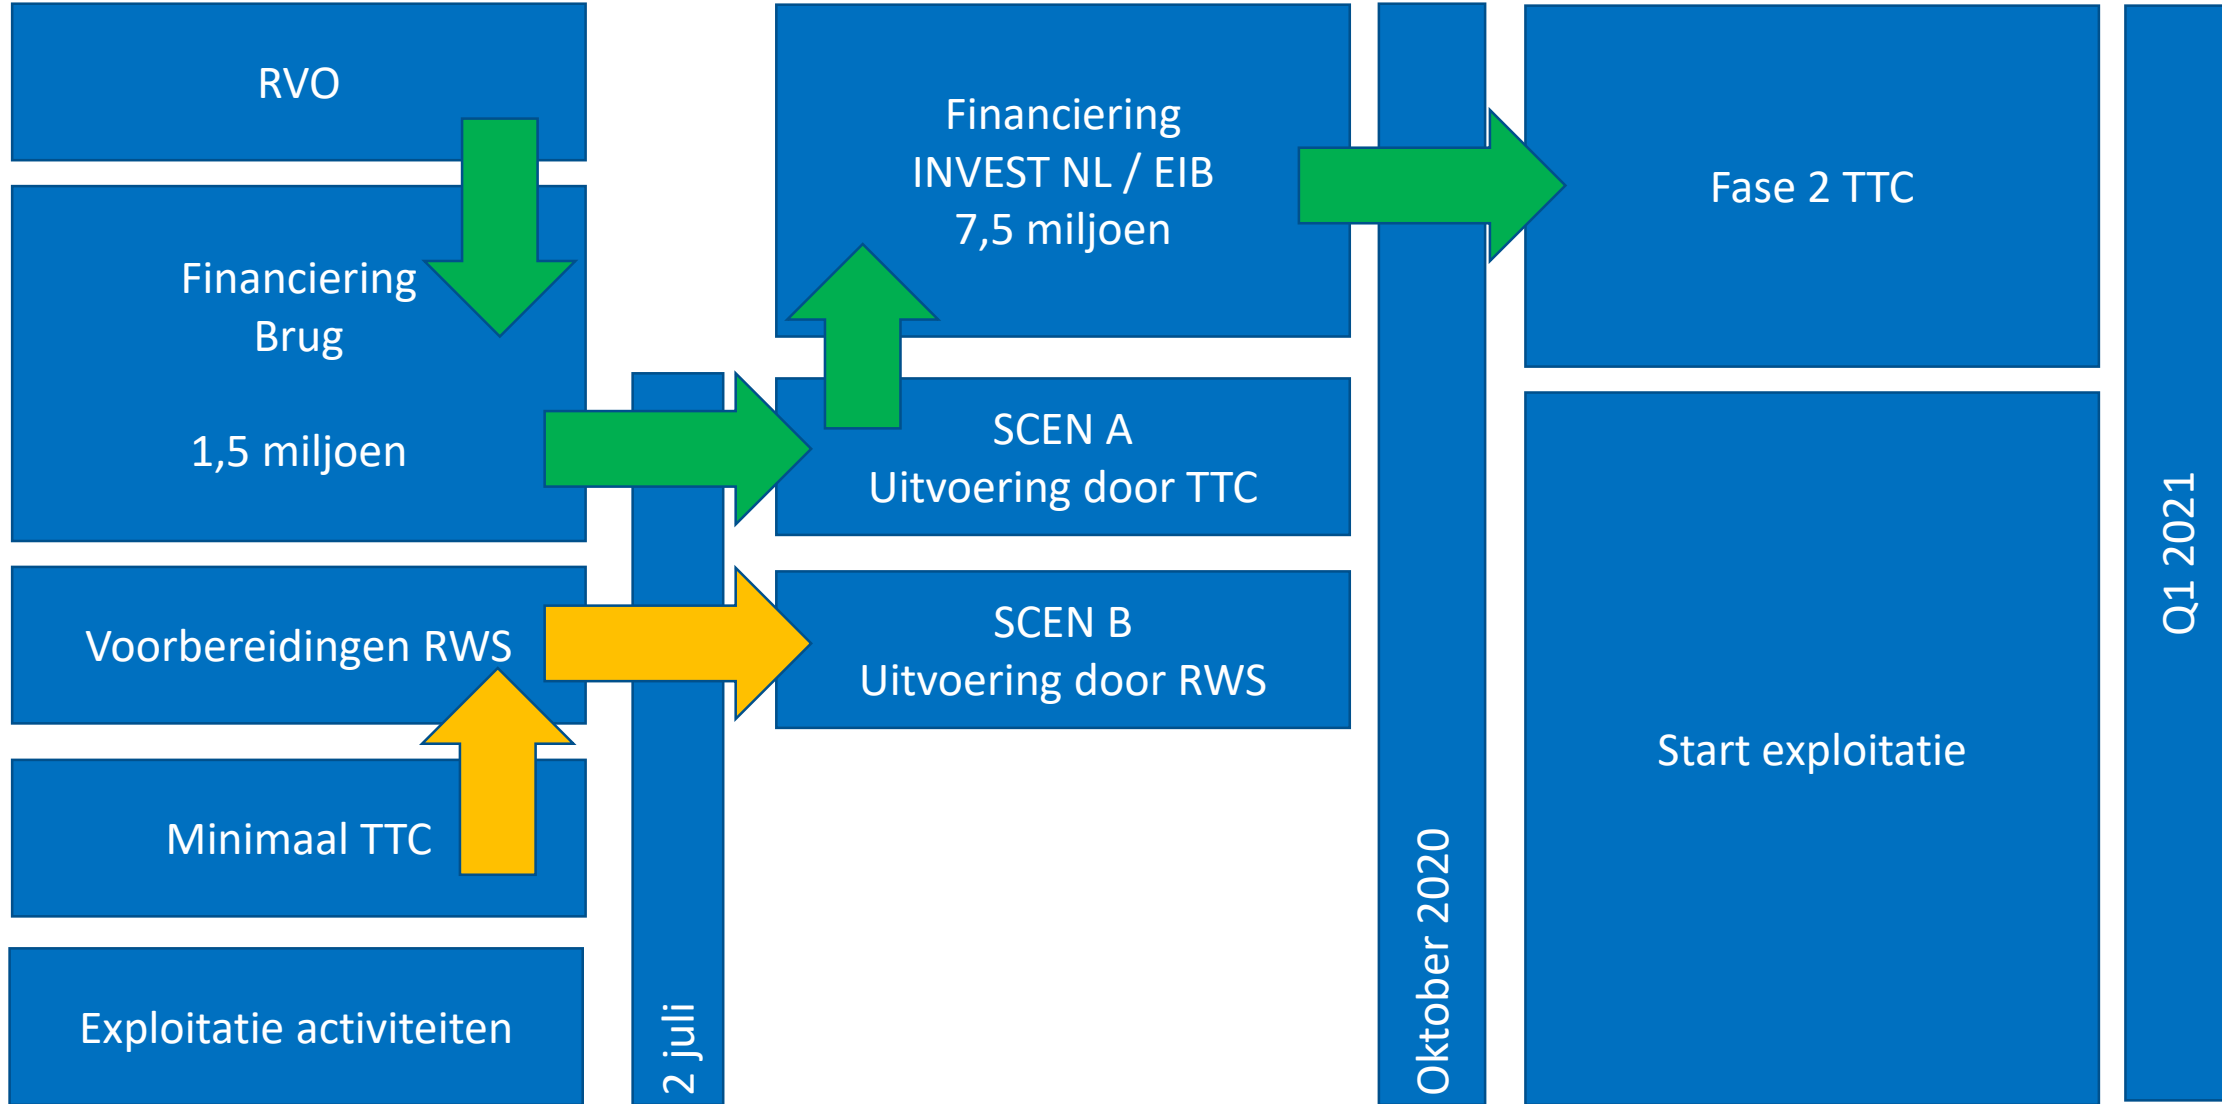 RVO
Financiering
Brug
1,5 miljoen
Voorbereidingen RWS
Minimaal TTC
Exploitatie activiteiten
2 juli
Financiering
INVEST NL / EIB
7,5 miljoen
SCEN A
Uitvoering door TTC
SCEN B
Uitvoering door RWS
Oktober 2020
Fase 2 TTC
Start exploitatie
Q1 2021